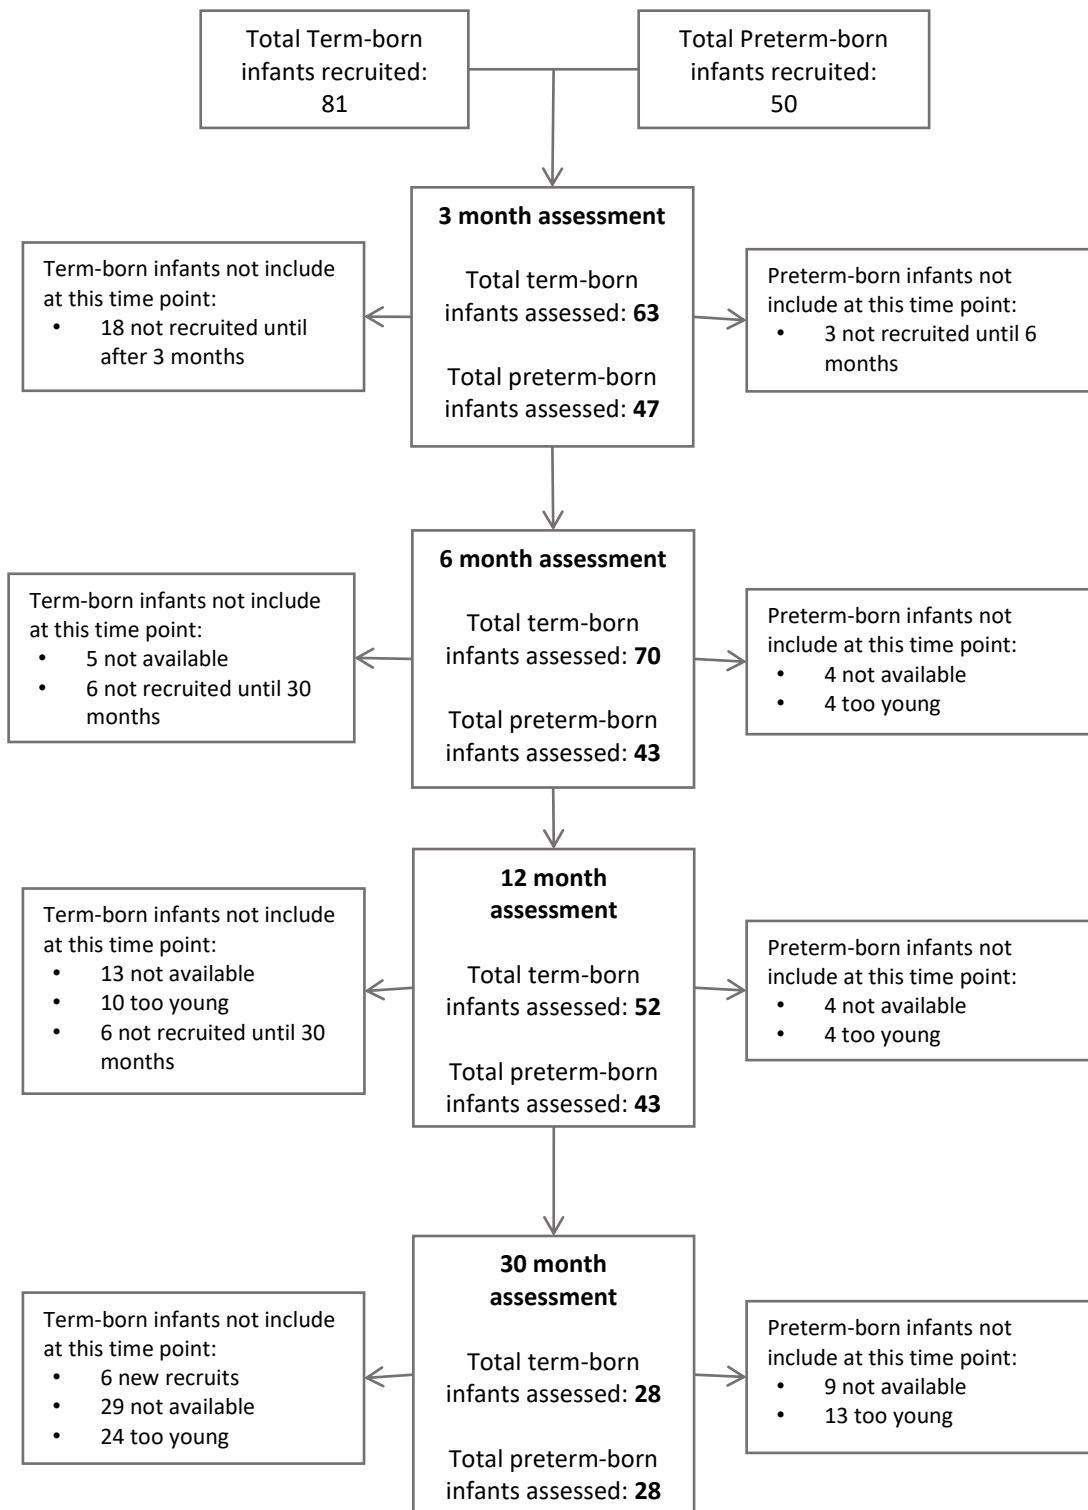 Total Term-born
infants recruited:
81
Total Preterm-born
infants recruited:
50
3 month assessment
Total term-born
infants assessed: 63
Total preterm-born
infants assessed: 47
Term-born infants not include
at this time point:
• 18 not recruited until
after 3 months
Preterm-born infants not
include at this time point:
• 3 not recruited until 6
months
6 month assessment
Total term-born
infants assessed: 70
Total preterm-born
infants assessed: 43
Term-born infants not include
at this time point:
• 5 not available
• 6 not recruited until 30
months
Preterm-born infants not
include at this time point:
• 4 not available
• 4 too young
12 month
assessment
Total term-born
infants assessed: 52
Total preterm-born
infants assessed: 43
Term-born infants not include
at this time point:
• 13 not available
• 10 too young
• 6 not recruited until 30
months
Preterm-born infants not
include at this time point:
• 4 not available
• 4 too young
30 month
assessment
Total term-born
infants assessed: 28
Total preterm-born
infants assessed: 28
Term-born infants not include
at this time point:
• 6 new recruits
• 29 not available
• 24 too young
Preterm-born infants not
include at this time point:
• 9 not available
• 13 too young